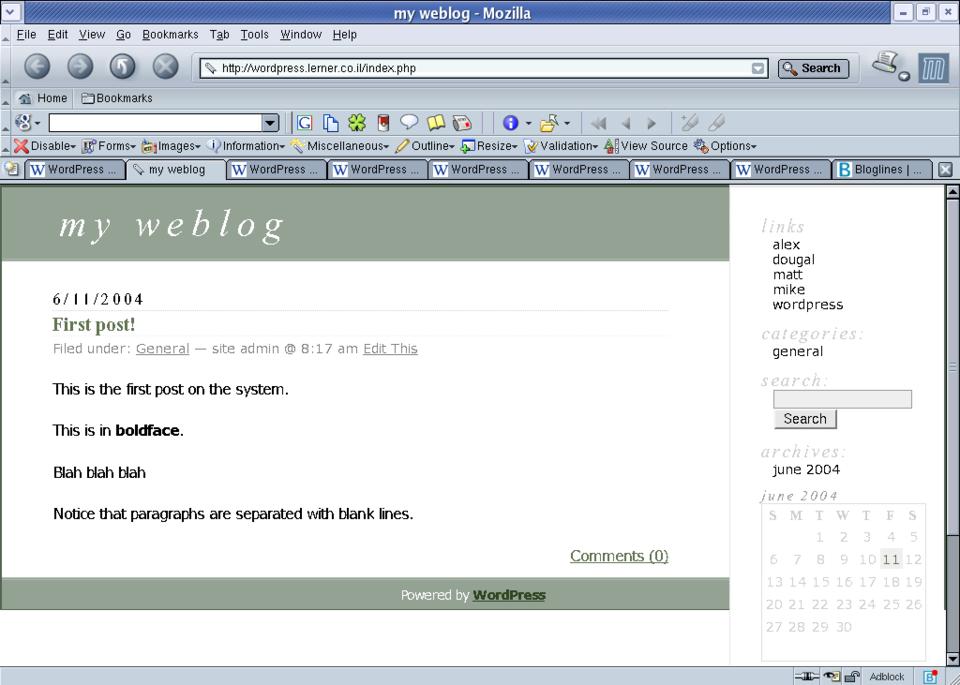 my weblog - Mozilla
File Edit View Go Bookmarks Tab Tools Window Help
http://wordpress.lerner.co.il/index.php Search
Home Bookmarks
Disable Forms Images Information Miscellaneous Outline Resize Validation View Source Options
WordPress ... my weblog WordPress ... WordPress ... WordPress ... WordPress ... WordPress ... WordPress ... Bloglines | ...
my weblog
6/11/2004
First post!
Filed under: General — site admin @ 8:17 am Edit This
This is the first post on the system.
This is in boldface.
Blah blah blah
Notice that paragraphs are separated with blank lines.
Comments (0)
Powered by WordPress
links
alex
dougal
matt
mike
wordpress
categories:
general
search:
Search
archives:
june 2004
june 2004
S M T W T F S
1 2 3 4 5
6 7 8 9 10 11 12
13 14 15 16 17 18 19
20 21 22 23 24 25 26
27 28 29 30
Adblock